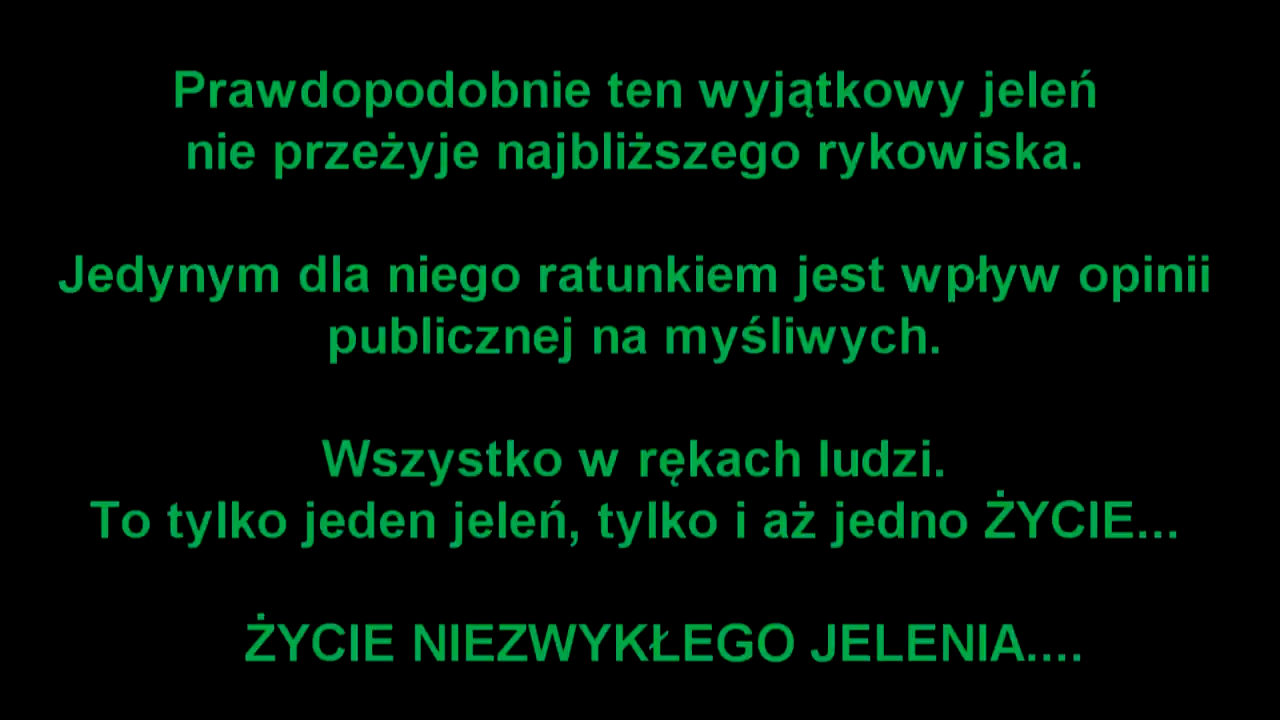 Prawdopodobnie ten wyjątkowy jeleń
nie przeżyje najbliższego rykowiska.
Jedynym dla niego ratunkiem jest wpływ opinii
publicznej na myśliwych.
Wszystko w rękach ludzi.
To tylko jeden jeleń, tylko i aż jedno ŻYCIE...
ŻYCIE NIEZWYKŁEGO JELENIA....